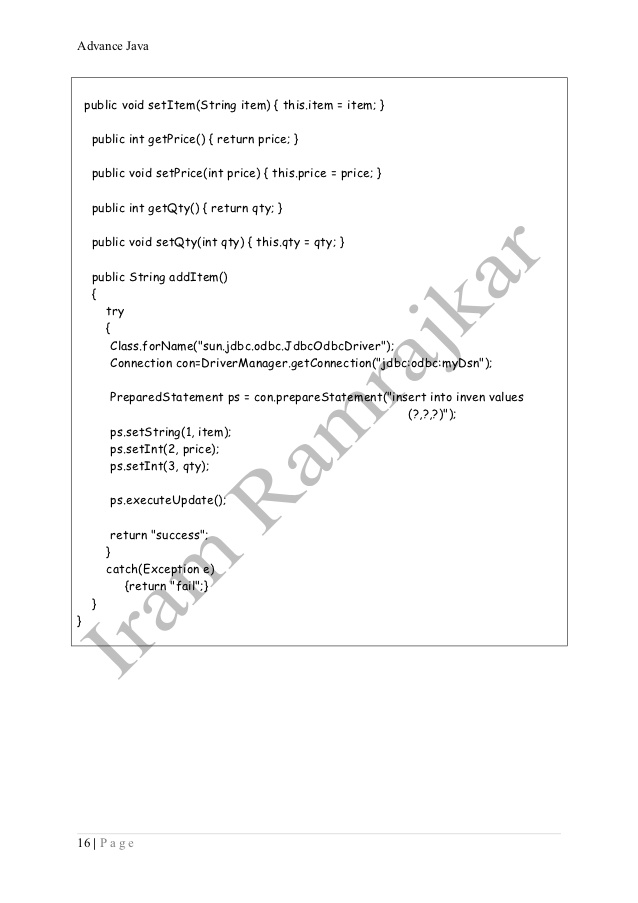 Advance Java
public void setItem(String item) { this.item = item; }
public int getPrice() { return price; }
public void setPrice(int price) { this.price = price; }
public int getQty() { return qty; }
public void setQty(int qty) { this.qty = qty; }
public String addItem()
{
try
{
Class.forName("sun.jdbc.odbc.JdbcOdbcDriver");
Connection con=DriverManager.getConnection("jdbc:odbc:myDsn");
PreparedStatement ps = con.prepareStatement("insert into inven values
(?,?,?)");
ps.setString(1, item);
ps.setInt(2, price);
ps.setInt(3, qty);
ps.executeUpdate();
return "success";
}
catch(Exception e)
{return "fail";}
}
}
Iram Ramrajkar
16 | Page